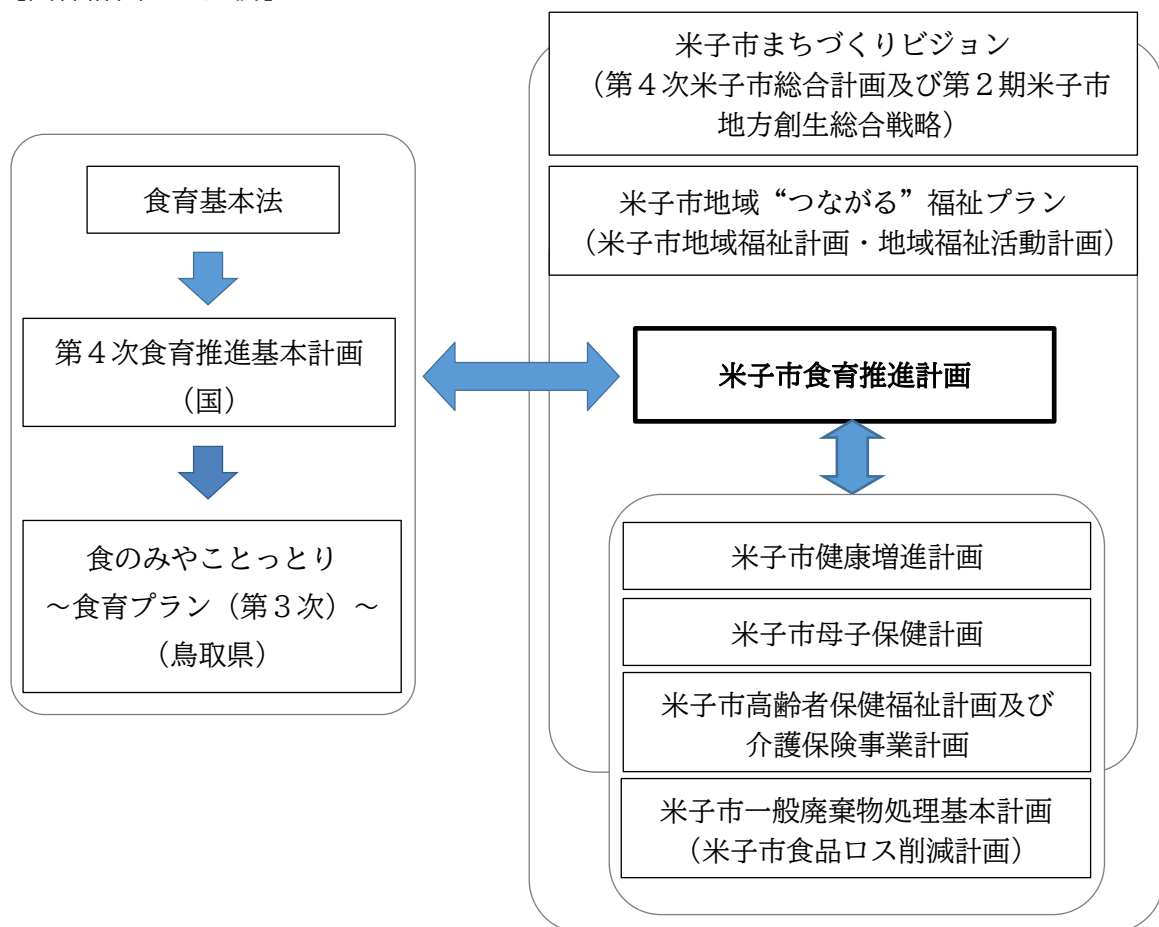 食育基本法
第４次食育推進基本計画
（国）
食のみやことっとり
～食育プラン（第３次）～
（鳥取県）
米子市まちづくりビジョン
（第４次米子市総合計画及び第２期米子市
地方創生総合戦略）
米子市地域“つながる”福祉プラン
（米子市地域福祉計画・地域福祉活動計画）
米子市食育推進計画
米子市健康増進計画
米子市母子保健計画
米子市高齢者保健福祉計画及び
介護保険事業計画
米子市一般廃棄物処理基本計画
（米子市食品ロス削減計画）